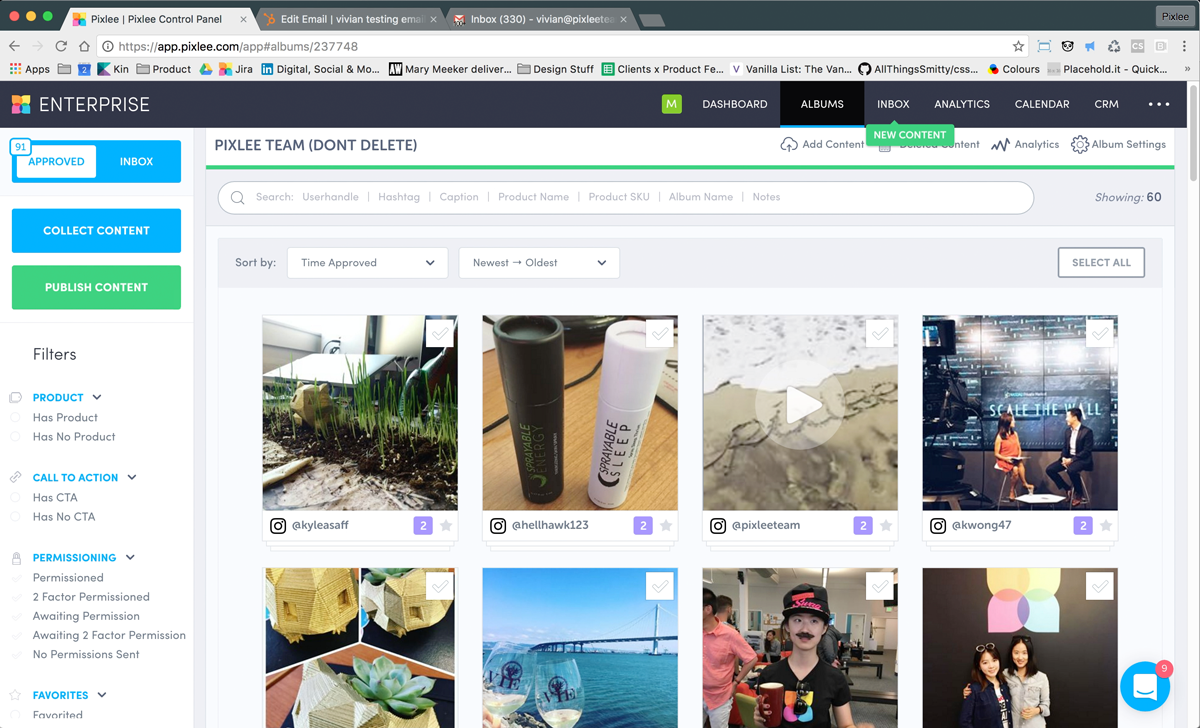 Pixlee | Pixlee Control Panel
Edit Email | vivian testing emai
Inbox (330) - vivian@pixleetea
Pixlee
https://app.pixlee.com/app#albums/237748
Apps
2
Kin
Product
Jira
Digital, Social & Mo...
Mary Meeker deliver...
Design Stuff
Clients x Product Fe...
Vanilla List: The Van...
AllThingsSmitty/css...
Colours
Placehold.it - Quick...
»
ENTERPRISE
M
DASHBOARD
ALBUMS
INBOX
ANALYTICS
CALENDAR
CRM
NEW CONTENT
91
APPROVED
INBOX
PIXLEE TEAM (DONT DELETE)
Add Content
Deleted Content
Analytics
Album Settings
Search: Userhandle | Hashtag | Caption | Product Name | Product SKU | Album Name | Notes
Showing: 60
COLLECT CONTENT
PUBLISH CONTENT
Sort by:
Time Approved
Newest → Oldest
SELECT ALL
Filters
PRODUCT
Has Product
Has No Product
CALL TO ACTION
Has CTA
Has No CTA
PERMISSIONING
Permissioned
2 Factor Permissioned
Awaiting Permission
Awaiting 2 Factor Permission
No Permissions Sent
FAVORITES
Favorited
SPRAYABLE
ENERGY
SPRAYABLE
SLEEP
SCALE THE WALL
@kyleasaff
2
@hellhawk123
2
@pixleeteam
2
@kwong47
2
9